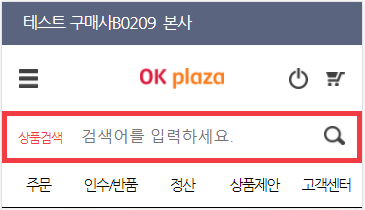 테스트 구매사B0209 본사
OK plaza
상품검색 검색어를 입력하세요.
주문 인수/반품 정산 상품제안 고객센터